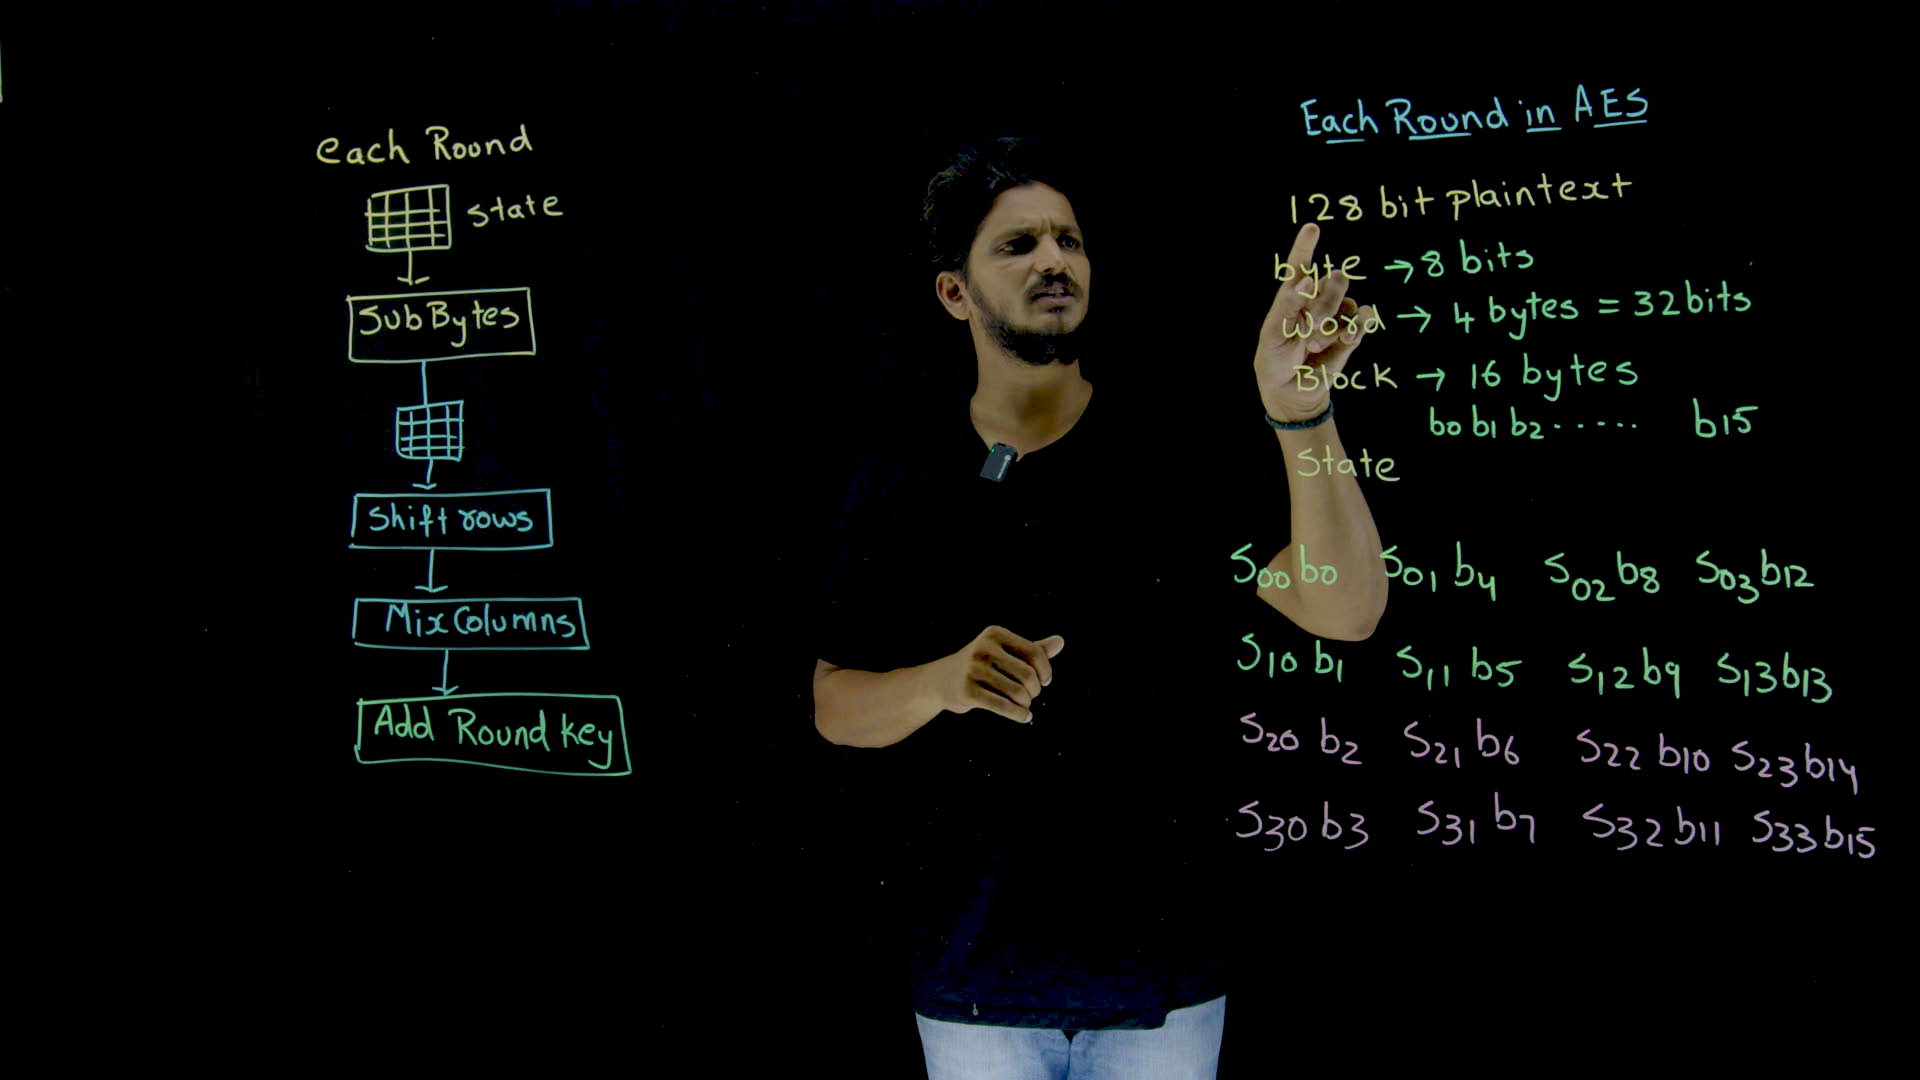 each Round
state
SubBytes
Shift rows
Mix Columns
Add Round key
Each Round in AES
128 bit plaintext
byte → 8 bits
word → 4 bytes = 32 bits
Block → 16 bytes
b0 b1 b2 ..... b15
State
S00 b0 S01 b4 S02 b8 S03 b12
S10 b1 S11 b5 S12 b9 S13 b13
S20 b2 S21 b6 S22 b10 S23 b14
S30 b3 S31 b7 S32 b11 S33 b15